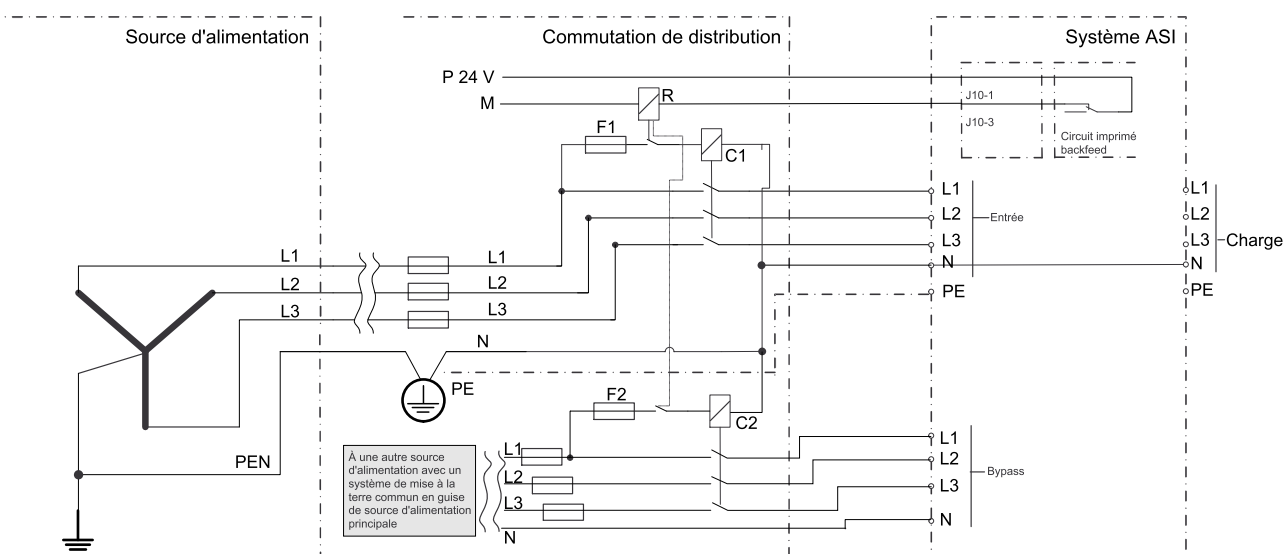 Source d'alimentation
Commutation de distribution
Système ASI
P 24 V
M
R
J10-1
J10-3
Circuit imprimé
backfeed
F1
C1
L1
L2
L3
N
PE
Entrée
L1
L2
L3
N
PE
Charge
L1
L2
L3
L1
L2
L3
N
PE
PEN
F2
C2
À une autre source
d'alimentation avec un
système de mise à la
terre commun en guise
de source d'alimentation
principale
L1
L2
L3
N
L1
L2
L3
N
Bypass